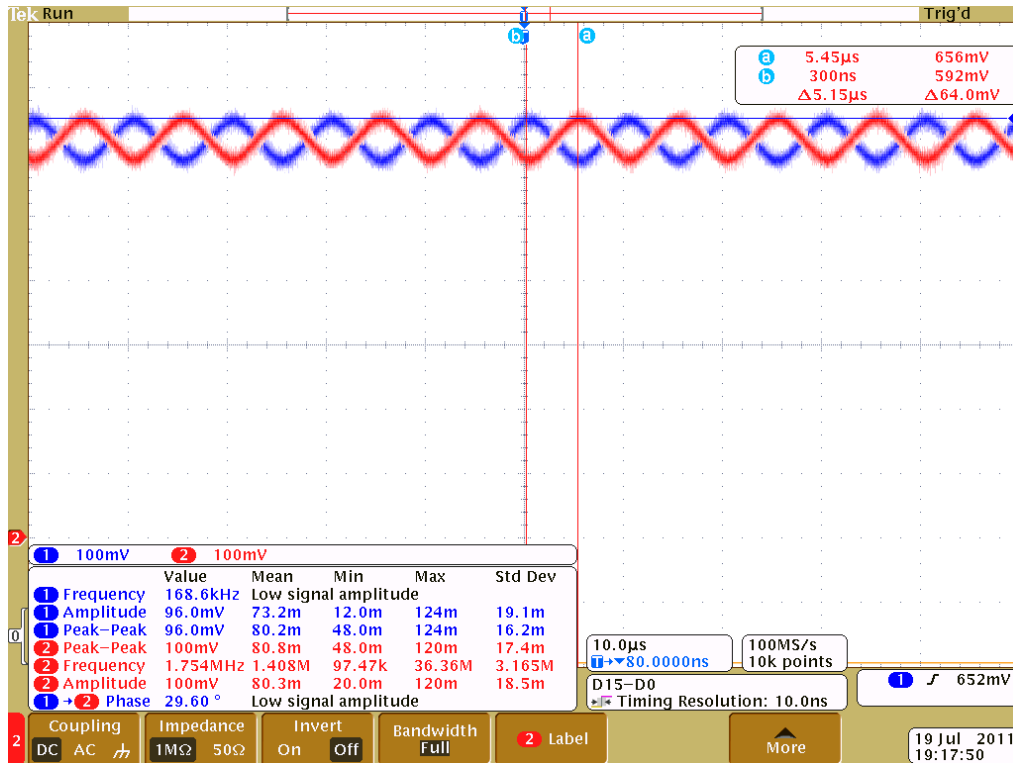 Tek Run Trig'd
b a
a 5.45µs 656mV
b 300ns 592mV
Δ5.15µs Δ64.0mV
2
1 100mV 2 100mV
Value Mean Min Max Std Dev
1 Frequency 168.6kHz Low signal amplitude
1 Amplitude 96.0mV 73.2m 12.0m 124m 19.1m
1 Peak–Peak 96.0mV 80.2m 48.0m 124m 16.2m
2 Peak–Peak 100mV 80.8m 48.0m 120m 17.4m
2 Frequency 1.754MHz 1.408M 97.47k 36.36M 3.165M
2 Amplitude 100mV 80.3m 20.0m 120m 18.5m
1 → 2 Phase 29.60 ° Low signal amplitude
0
10.0µs
T→▼80.0000ns
100MS/s
10k points
D15–D0
Timing Resolution: 10.0ns
1 ʃ 652mV
2
Coupling
DC AC
Impedance
1MΩ 50Ω
Invert
On Off
Bandwidth
Full
2 Label
More
19 Jul 2011
19:17:50